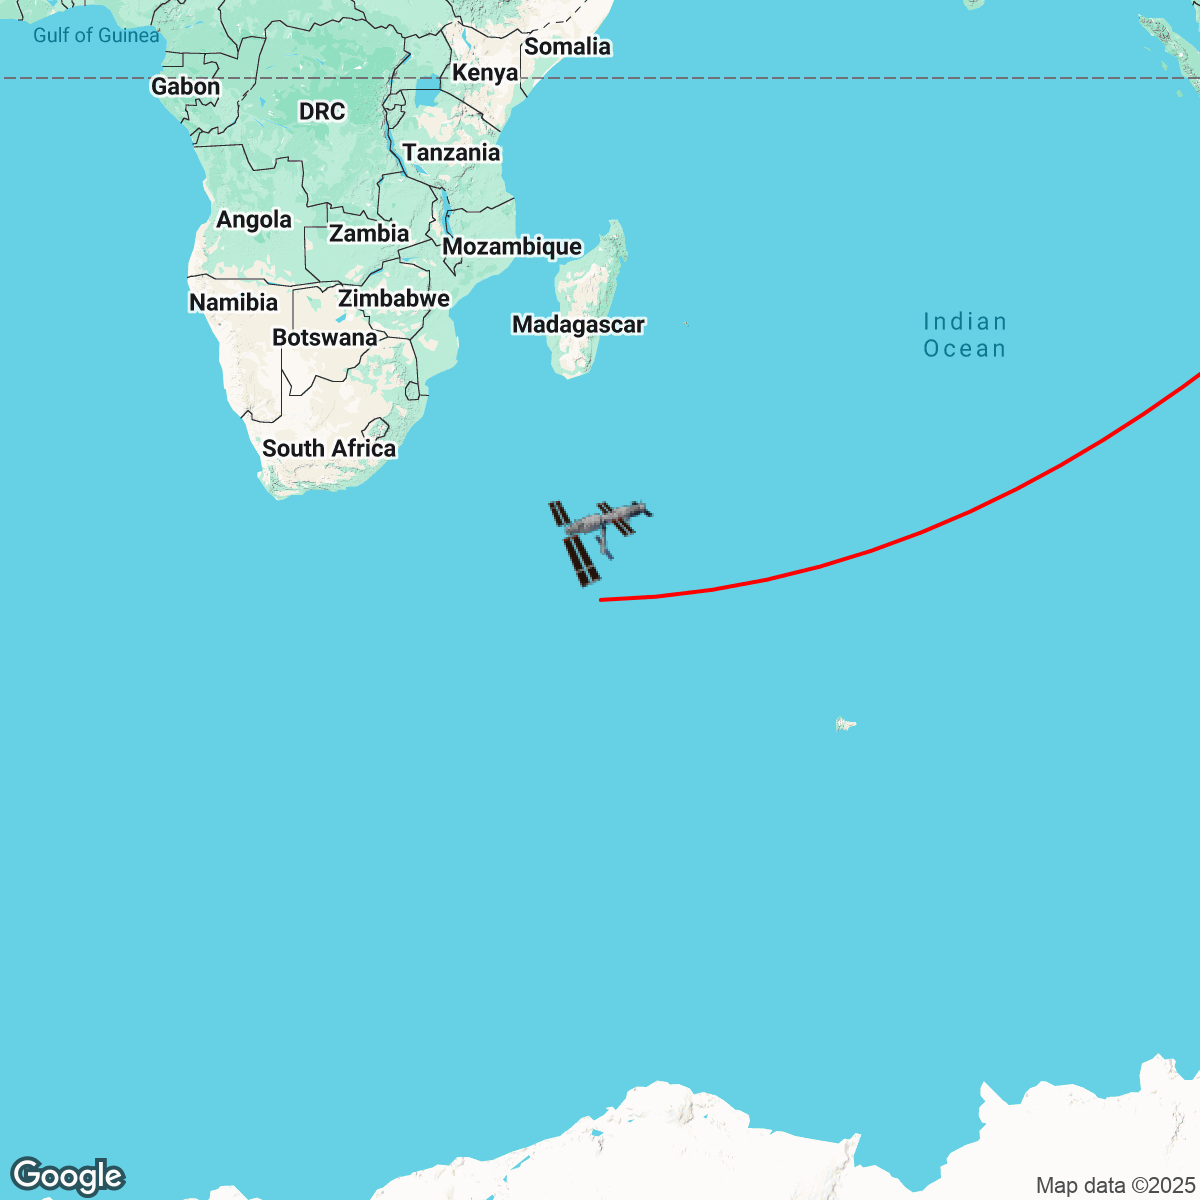 Gulf of Guinea
Somalia
Kenya
Gabon
DRC
Tanzania
Angola
Zambia
Mozambique
Namibia
Zimbabwe
Botswana
Madagascar
Indian
Ocean
South Africa
Google
Map data ©2025